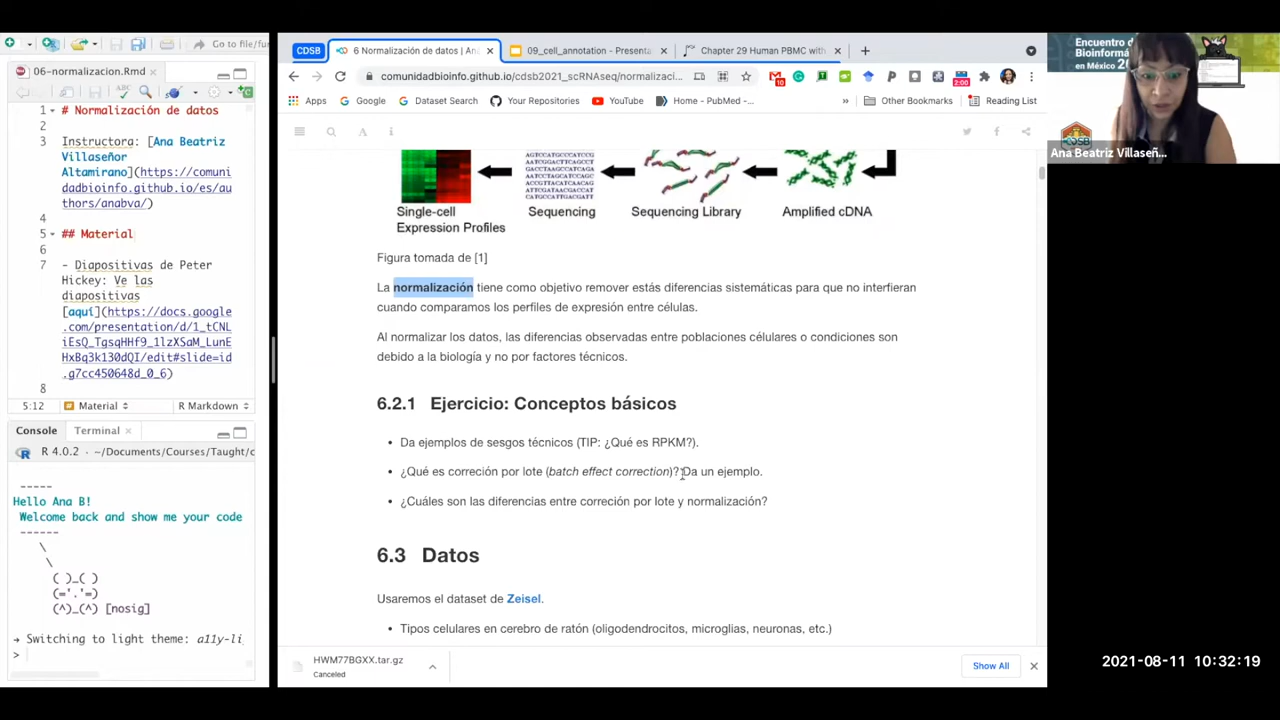 Go to file/fur
06-normalizacion.Rmd
1 # Normalización de datos
2
3 Instructora: [Ana Beatriz
Villaseñor
Altamirano](https://comuni
dadbioinfo.github.io/es/au
thors/anabva/)
4
5 ## Material
6
7 - Diapositivas de Peter
Hickey: Ve las
diapositivas
[aquí](https://docs.google
.com/presentation/d/1_tCNL
iEsQ_TgsqHHf9_1lzXSaM_LunE
HxBq3k130dQI/edit#slide=id
.g7cc450648d_0_6)
8
5:12 # Material R Markdown
Console Terminal
R 4.0.2 · ~/Documents/Courses/Taught/c
-----
Hello Ana B!
Welcome back and show me your code
------
\
\
( )_( )
(='.'=)
(^)_(^) [nosig]
→ Switching to light theme: a11y-li
>
CDSB 6 Normalización de datos | An 09_cell_annotation - Presenta Chapter 29 Human PBMC with
comunidadbioinfo.github.io/cdsb2021_scRNAseq/normalizaci...
Apps Google Dataset Search Your Repositories YouTube Home - PubMed -... » Other Bookmarks Reading List
Single-cell
Expression Profiles
Sequencing
Sequencing Library
Amplified cDNA
AGTCCATGCCCATCCG
Figura tomada de [1]
La normalización tiene como objetivo remover estás diferencias sistemáticas para que no interfieran
cuando comparamos los perfiles de expresión entre células.
Al normalizar los datos, las diferencias observadas entre poblaciones célulares o condiciones son
debido a la biología y no por factores técnicos.
6.2.1 Ejercicio: Conceptos básicos
• Da ejemplos de sesgos técnicos (TIP: ¿Qué es RPKM?).
• ¿Qué es correción por lote (batch effect correction)? Da un ejemplo.
• ¿Cuáles son las diferencias entre correción por lote y normalización?
6.3 Datos
Usaremos el dataset de Zeisel.
• Tipos celulares en cerebro de ratón (oligodendrocitos, microglias, neuronas, etc.)
HWM77BGXX.tar.gz
Canceled
Show All
Encuentro d
Bioinformáti
en México 20
CDSB
Ana Beatriz Villaseñ...
2021-08-11 10:32:19